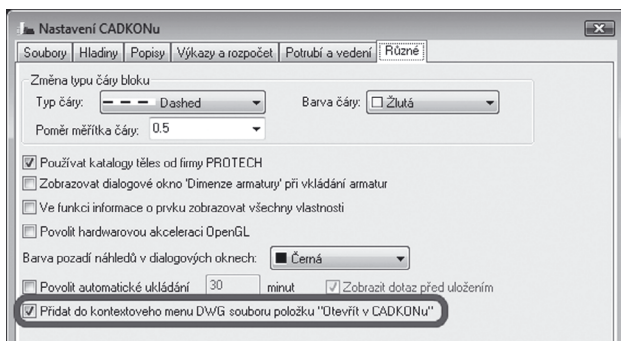 Nastavení CADKONu
Soubory Hladiny Popisy Výkazy a rozpočet Potrubí a vedení Různé
Změna typu čáry bloku
Typ čáry: Dashed Barva čáry: Žlutá
Poměr měřítka čáry: 0.5
Používat katalogy těles od firmy PROTECH
Zobrazovat dialogové okno 'Dimenze armatury' při vkládání armatur
Ve funkci informace o prvku zobrazovat všechny vlastnosti
Povolit hardwarovou akceleraci OpenGL
Barva pozadí náhledů v dialogových oknech: Černá
Povolit automatické ukládání 30 minut Zobrazit dotaz před uložením
Přidat do kontextového menu DWG souboru položku "Otevřít v CADKONu"